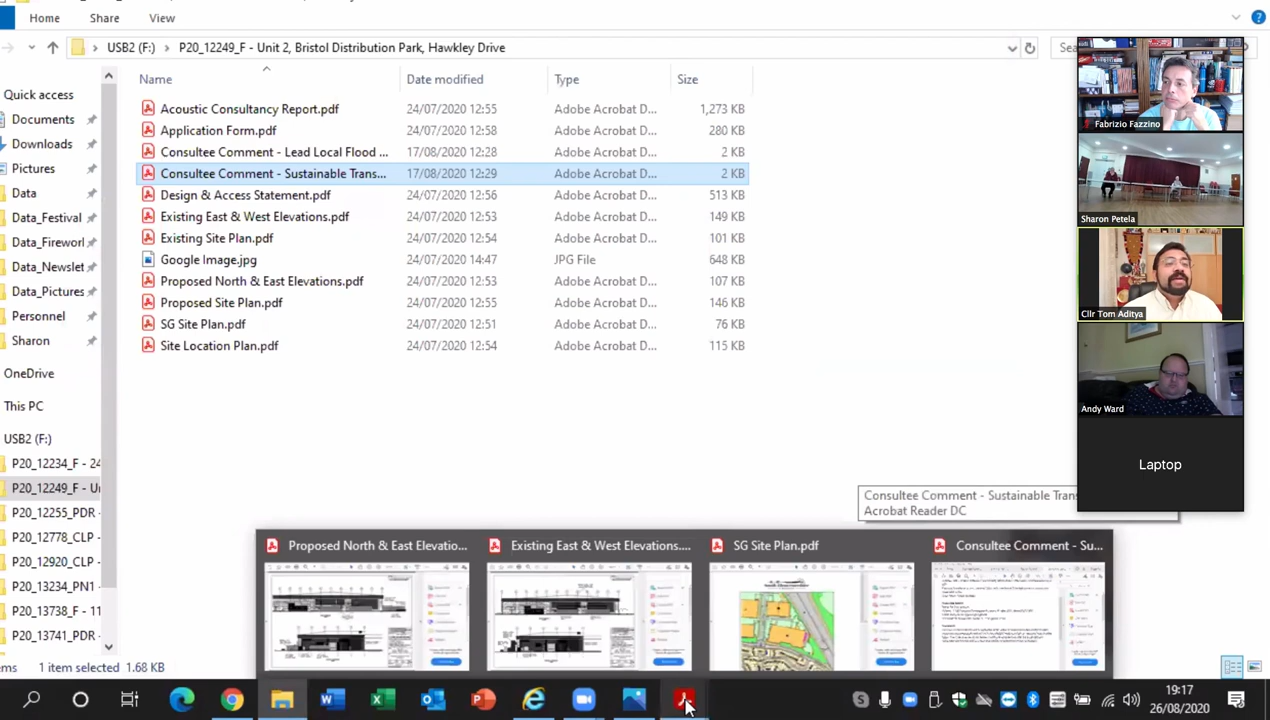 Home Share View
USB2 (F:) > P20_12249_F - Unit 2, Bristol Distribution Park, Hawkley Drive
Name Date modified Type Size
Acoustic Consultancy Report.pdf 24/07/2020 12:55 Adobe Acrobat D... 1,273 KB
Application Form.pdf 24/07/2020 12:58 Adobe Acrobat D... 280 KB
Consultee Comment - Lead Local Flood ... 17/08/2020 12:28 Adobe Acrobat D... 2 KB
Consultee Comment - Sustainable Trans... 17/08/2020 12:29 Adobe Acrobat D... 2 KB
Design & Access Statement.pdf 24/07/2020 12:56 Adobe Acrobat D... 513 KB
Existing East & West Elevations.pdf 24/07/2020 12:53 Adobe Acrobat D... 149 KB
Existing Site Plan.pdf 24/07/2020 12:54 Adobe Acrobat D... 101 KB
Google Image.jpg 24/07/2020 14:47 JPG File 648 KB
Proposed North & East Elevations.pdf 24/07/2020 12:53 Adobe Acrobat D... 107 KB
Proposed Site Plan.pdf 24/07/2020 12:55 Adobe Acrobat D... 146 KB
SG Site Plan.pdf 24/07/2020 12:51 Adobe Acrobat D... 76 KB
Site Location Plan.pdf 24/07/2020 12:54 Adobe Acrobat D... 115 KB
Quick access
Documents
Downloads
Pictures
Data
Data_Festival
Data_Firewor
Data_Newslet
Data_Pictures
Personnel
Sharon
OneDrive
This PC
USB2 (F:)
P20_12234_F - 24
P20_12249_F - U
P20_12255_PDR -
P20_12778_CLP -
P20_12920_CLP -
P20_13234_PN1
P20_13738_F - 11
P20_13741_PDR -
ems 1 item selected 1.68 KB
Fabrizio Fazzino
Sharon Petela
Cllr Tom Aditya
Andy Ward
Laptop
Consultee Comment - Sustainable Trans
Acrobat Reader DC
Proposed North & East Elevatio...
Existing East & West Elevations....
SG Site Plan.pdf
Consultee Comment - Su...
19:17
26/08/2020